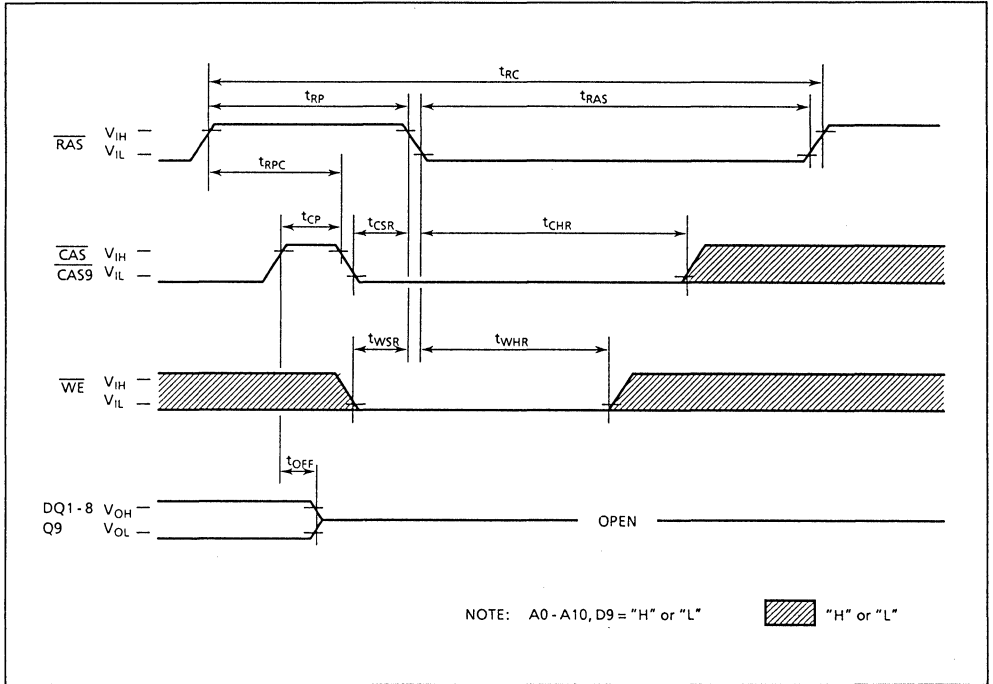 tRC
tRP
tRAS
RAS
VIH
VIL
tRPC
tCP
tCSR
tCHR
CAS
VIH
CAS9
VIL
tWSR
tWHR
WE
VIH
VIL
tOFF
DQ1 - 8
VOH
Q9
VOL
OPEN
NOTE: A0 - A10, D9 = "H" or "L"
"H" or "L"